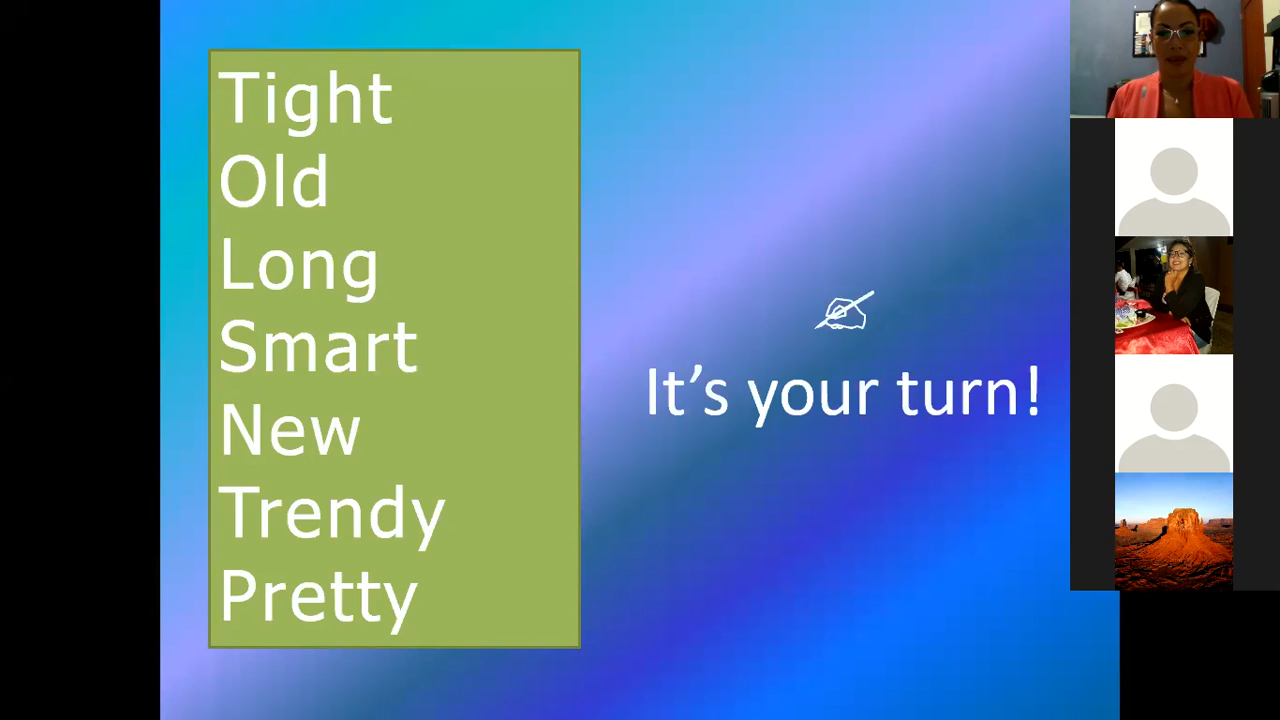 Tight
Old
Long
Smart
New
Trendy
Pretty
It’s your turn!